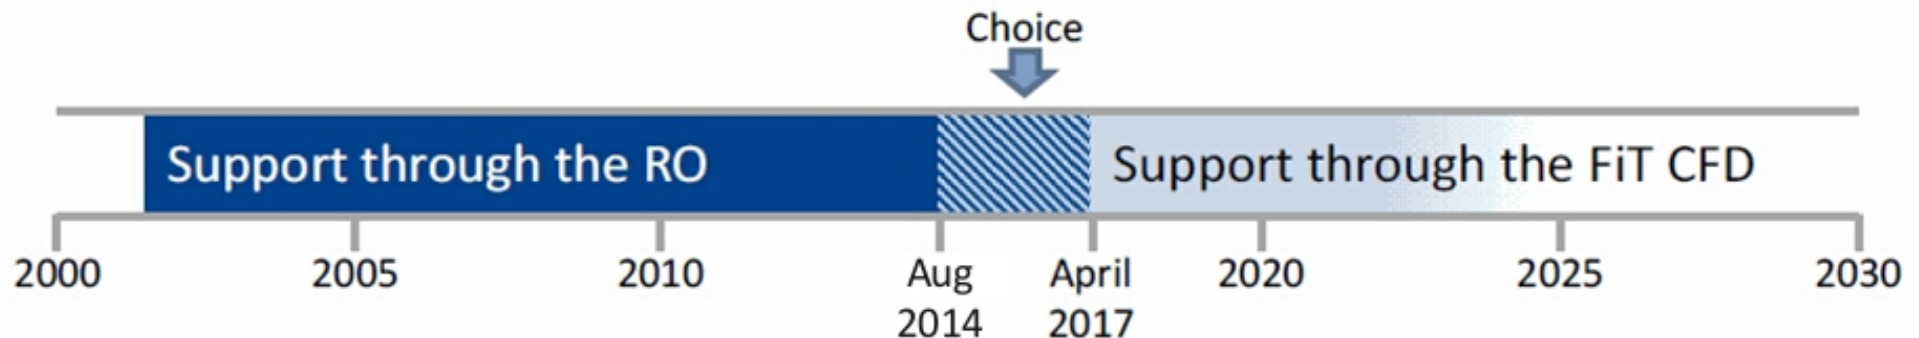 Choice
Support through the RO
Support through the FiT CFD
2000
2005
2010
Aug
2014
April
2017
2020
2025
2030